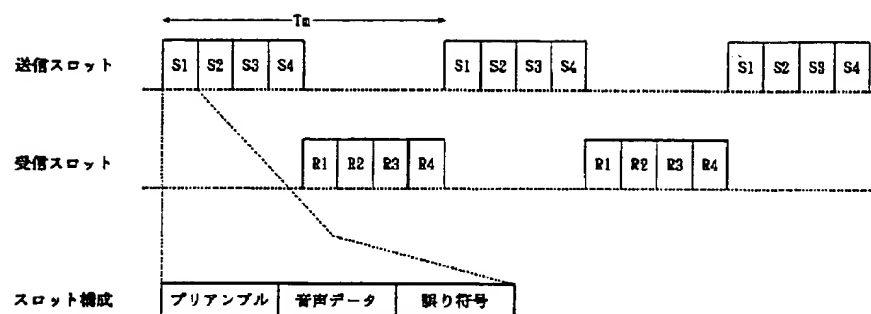 Tm
送信スロット S1 S2 S3 S4 S1 S2 S3 S4 S1 S2 S3 S4
受信スロット R1 R2 R3 R4 R1 R2 R3 R4
スロット構成 プリアンブル 音声データ 誤り符号